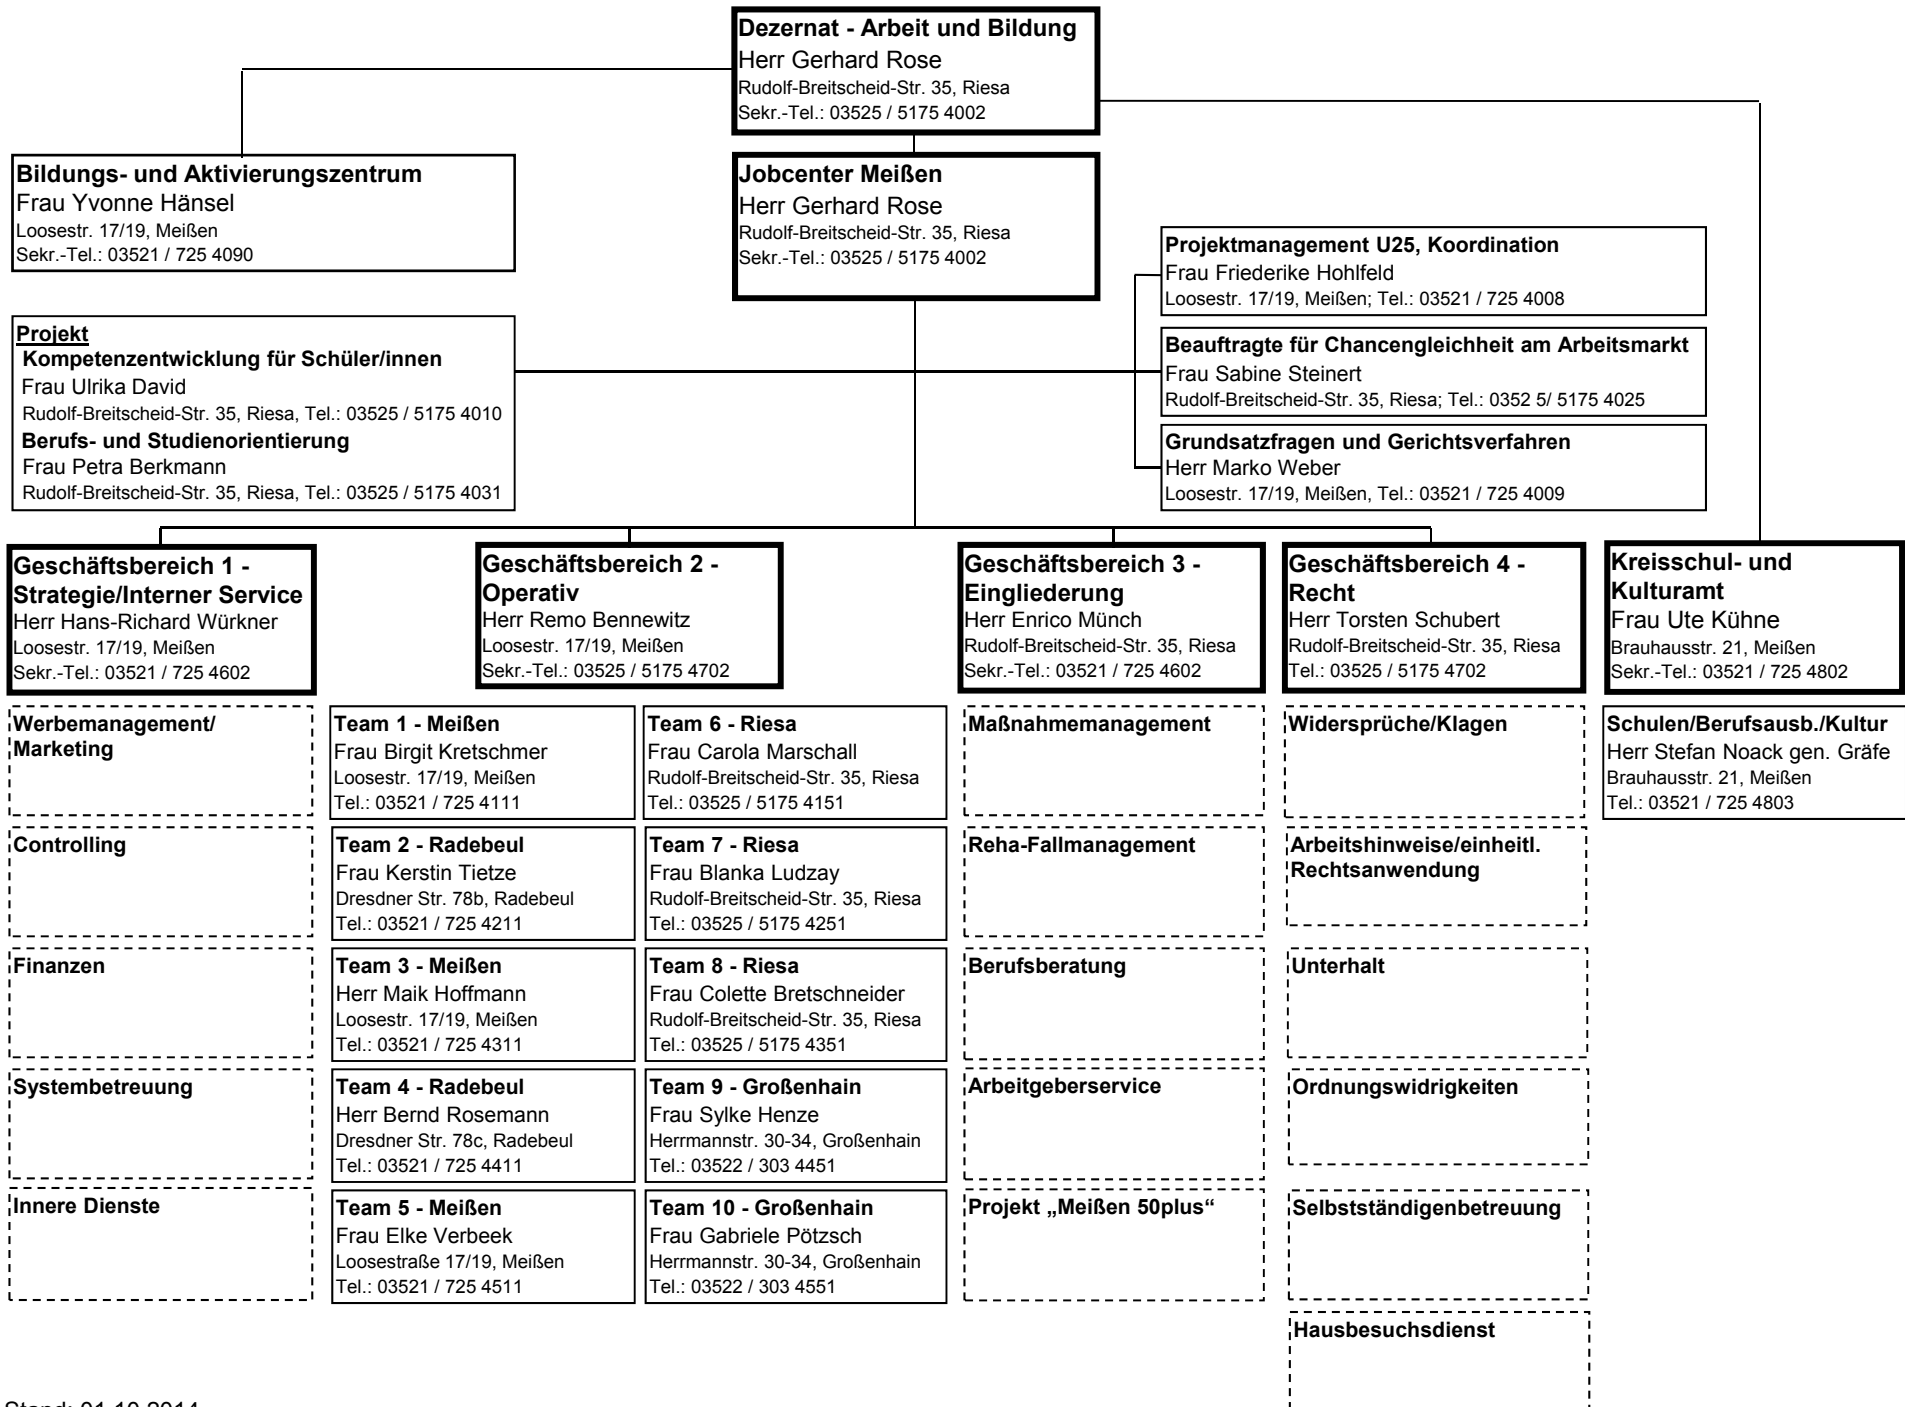 Dezernat - Arbeit und Bildung
Herr Gerhard Rose
Rudolf-Breitscheid-Str. 35, Riesa
Sekr.-Tel.: 03525 / 5175 4002
Bildungs- und Aktivierungszentrum
Frau Yvonne Hänsel
Loosestr. 17/19, Meißen
Sekr.-Tel.: 03521 / 725 4090
Jobcenter Meißen
Herr Gerhard Rose
Rudolf-Breitscheid-Str. 35, Riesa
Sekr.-Tel.: 03525 / 5175 4002
Projektmanagement U25, Koordination
Frau Friederike Hohlfeld
Loosestr. 17/19, Meißen; Tel.: 03521 / 725 4008
Projekt
Kompetenzentwicklung für Schüler/innen
Frau Ulrika David
Rudolf-Breitscheid-Str. 35, Riesa, Tel.: 03525 / 5175 4010
Berufs- und Studienorientierung
Frau Petra Berkmann
Rudolf-Breitscheid-Str. 35, Riesa, Tel.: 03525 / 5175 4031
Beauftragte für Chancengleichheit am Arbeitsmarkt
Frau Sabine Steinert
Rudolf-Breitscheid-Str. 35, Riesa; Tel.: 0352 5/ 5175 4025
Grundsatzfragen und Gerichtsverfahren
Herr Marko Weber
Loosestr. 17/19, Meißen, Tel.: 03521 / 725 4009
Geschäftsbereich 1 -
Strategie/Interner Service
Herr Hans-Richard Würkner
Loosestr. 17/19, Meißen
Sekr.-Tel.: 03521 / 725 4602
Geschäftsbereich 2 -
Operativ
Herr Remo Bennewitz
Loosestr. 17/19, Meißen
Sekr.-Tel.: 03525 / 5175 4702
Geschäftsbereich 3 -
Eingliederung
Herr Enrico Münch
Rudolf-Breitscheid-Str. 35, Riesa
Sekr.-Tel.: 03521 / 725 4602
Geschäftsbereich 4 -
Recht
Herr Torsten Schubert
Rudolf-Breitscheid-Str. 35, Riesa
Tel.: 03525 / 5175 4702
Kreisschul- und
Kulturamt
Frau Ute Kühne
Brauhausstr. 21, Meißen
Sekr.-Tel.: 03521 / 725 4802
Werbemanagement/
Marketing
Controlling
Finanzen
Systembetreuung
Innere Dienste
Team 1 - Meißen
Frau Birgit Kretschmer
Loosestr. 17/19, Meißen
Tel.: 03521 / 725 4111
Team 2 - Radebeul
Frau Kerstin Tietze
Dresdner Str. 78b, Radebeul
Tel.: 03521 / 725 4211
Team 3 - Meißen
Herr Maik Hoffmann
Loosestr. 17/19, Meißen
Tel.: 03521 / 725 4311
Team 4 - Radebeul
Herr Bernd Rosemann
Dresdner Str. 78c, Radebeul
Tel.: 03521 / 725 4411
Team 5 - Meißen
Frau Elke Verbeek
Loosestraße 17/19, Meißen
Tel.: 03521 / 725 4511
Team 6 - Riesa
Frau Carola Marschall
Rudolf-Breitscheid-Str. 35, Riesa
Tel.: 03525 / 5175 4151
Team 7 - Riesa
Frau Blanka Ludzay
Rudolf-Breitscheid-Str. 35, Riesa
Tel.: 03525 / 5175 4251
Team 8 - Riesa
Frau Colette Bretschneider
Rudolf-Breitscheid-Str. 35, Riesa
Tel.: 03525 / 5175 4351
Team 9 - Großenhain
Frau Sylke Henze
Herrmannstr. 30-34, Großenhain
Tel.: 03522 / 303 4451
Team 10 - Großenhain
Frau Gabriele Pötzsch
Herrmannstr. 30-34, Großenhain
Tel.: 03522 / 303 4551
Maßnahmemanagement
Reha-Fallmanagement
Berufsberatung
Arbeitgeberservice
Projekt „Meißen 50plus“
Widersprüche/Klagen
Arbeitshinweise/einheitl.
Rechtsanwendung
Unterhalt
Ordnungswidrigkeiten
Selbstständigenbetreuung
Hausbesuchsdienst
Schulen/Berufsausb./Kultur
Herr Stefan Noack gen. Gräfe
Brauhausstr. 21, Meißen
Tel.: 03521 / 725 4803
Stand: 01.10.2014